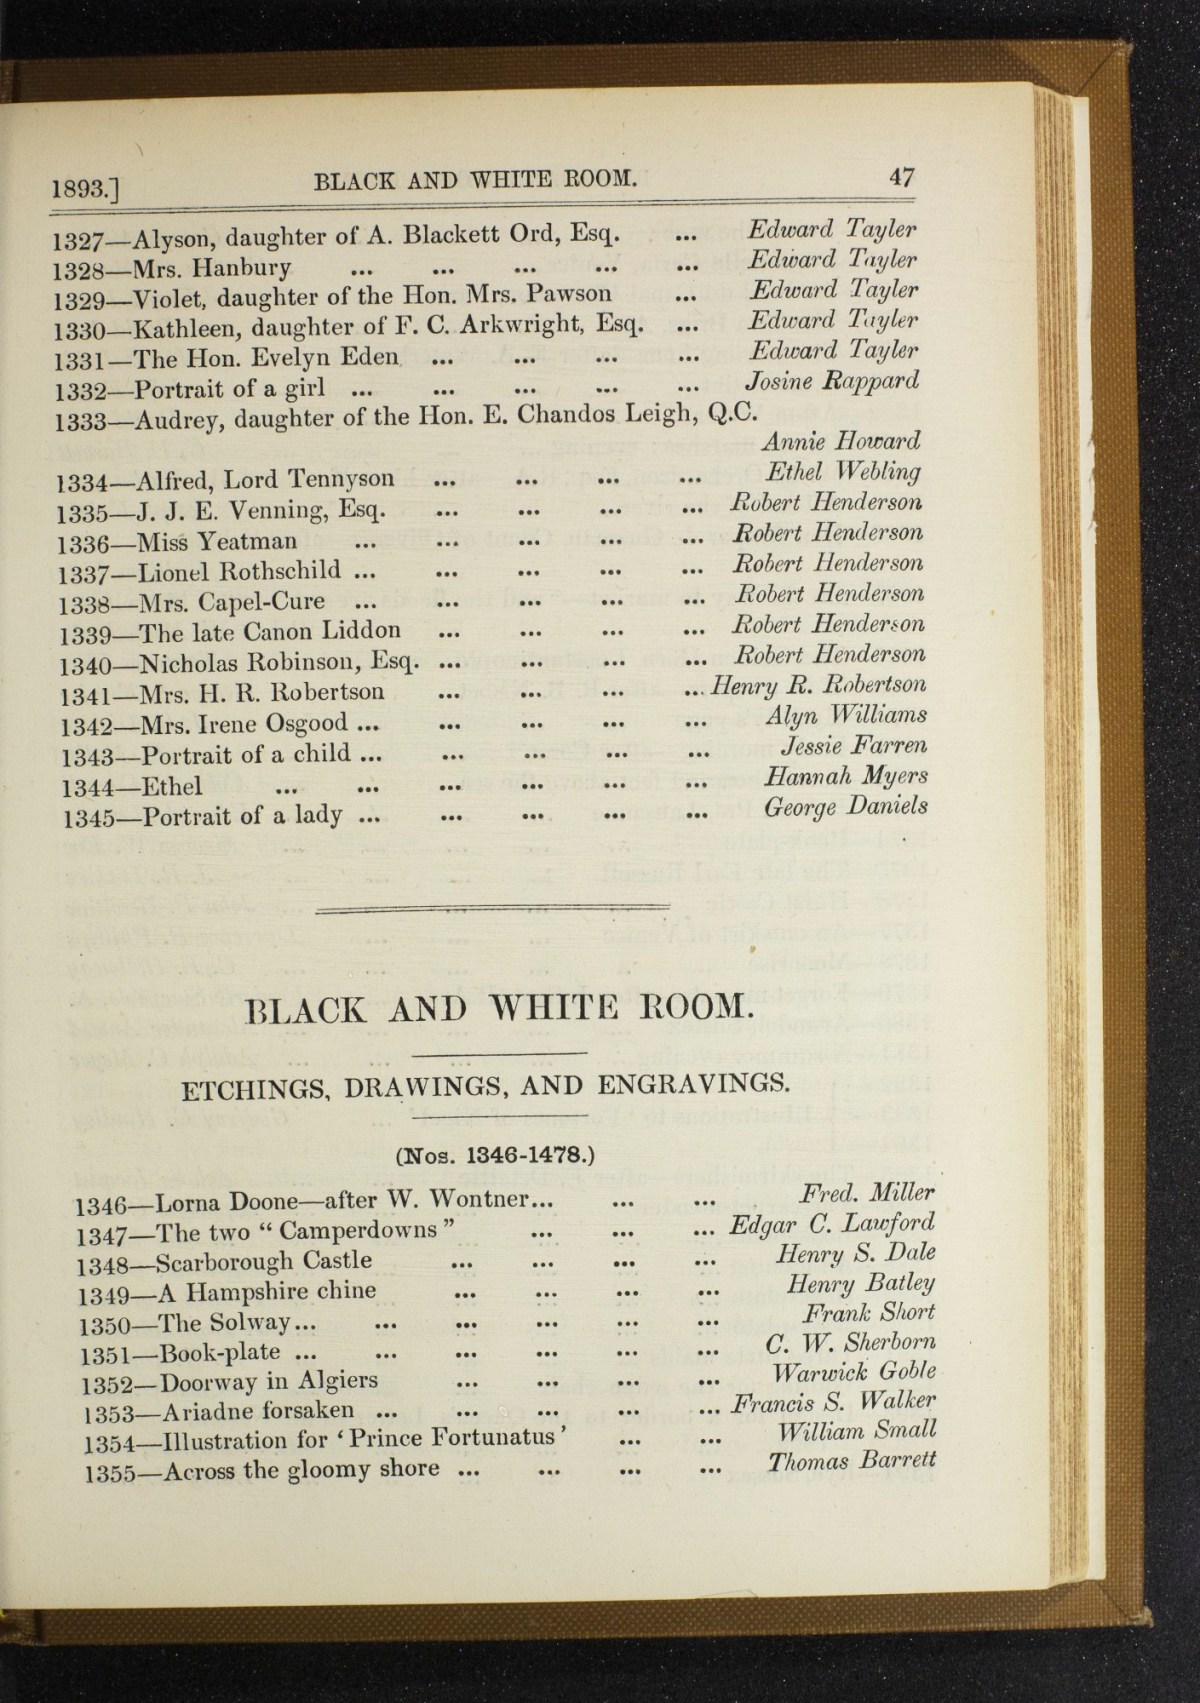 1893.] BLACK AND WHITE ROOM. 47
1327—Alyson, daughter of A. Blackett Ord, Esq. ... Edward Tayler
1328—Mrs. Hanbury ... ... ... ... ... Edward Tayler
1329—Violet, daughter of the Hon. Mrs. Pawson ... Edward Tayler
1330—Kathleen, daughter of F. C. Arkwright, Esq. ... Edward Tayler
1331—The Hon. Evelyn Eden ... ... ... ... Edward Tayler
1332—Portrait of a girl ... ... ... ... ... Josine Rappard
1333—Audrey, daughter of the Hon. E. Chandos Leigh, Q.C.
Annie Howard
1334—Alfred, Lord Tennyson ... ... ... ... Ethel Webling
1335—J. J. E. Venning, Esq. ... ... ... ... Robert Henderson
1336—Miss Yeatman ... ... ... ... ... Robert Henderson
1337—Lionel Rothschild ... ... ... ... ... Robert Henderson
1338—Mrs. Capel-Cure ... ... ... ... ... Robert Henderson
1339—The late Canon Liddon ... ... ... ... Robert Henderson
1340—Nicholas Robinson, Esq. ... ... ... ... Robert Henderson
1341—Mrs. H. R. Robertson ... ... ... ... Henry R. Robertson
1342—Mrs. Irene Osgood ... ... ... ... ... Alyn Williams
1343—Portrait of a child ... ... ... ... ... Jessie Farren
1344—Ethel ... ... ... ... ... ... Hannah Myers
1345—Portrait of a lady ... ... ... ... ... George Daniels
BLACK AND WHITE ROOM.
ETCHINGS, DRAWINGS, AND ENGRAVINGS.
(Nos. 1346-1478.)
1346—Lorna Doone—after W. Wontner... ... ... Fred. Miller
1347—The two “Camperdowns” ... ... ... Edgar C. Lawford
1348—Scarborough Castle ... ... ... ... Henry S. Dale
1349—A Hampshire chine ... ... ... ... Henry Batley
1350—The Solway... ... ... ... ... ... Frank Short
1351—Book-plate ... ... ... ... ... ... C. W. Sherborn
1352—Doorway in Algiers ... ... ... ... Warwick Goble
1353—Ariadne forsaken ... ... ... ... ... Francis S. Walker
1354—Illustration for ‘Prince Fortunatus’ ... ... William Small
1355—Across the gloomy shore ... ... ... ... Thomas Barrett